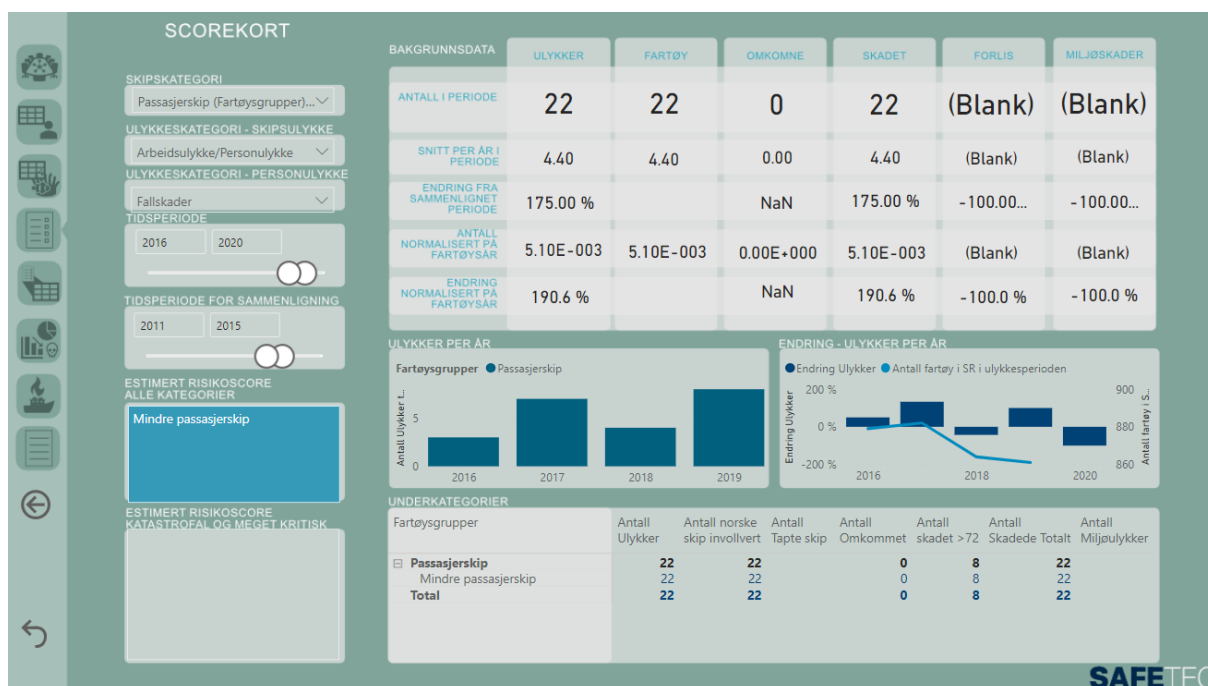 SCOREKORT
SKIPSKATEGORI
Passasjerskip (Fartøysgrupper)...
ULYKKESKATEGORI - SKIPSULYKKE
Arbeidsulykke/Personulykke
ULYKKESKATEGORI - PERSONULYKKE
Fallskader
TIDSPERIODE
2016 2020
TIDSPERIODE FOR SAMMENLIGNING
2011 2015
ESTIMERT RISIKOSCORE
ALLE KATEGORIER
Mindre passasjerskip
ESTIMERT RISIKOSCORE
KATASTROFAL OG MEGET KRITISK
BAKGRUNNSDATA ULYKKER FARTØY OMKOMNE SKADET FORLIS MILJØSKADER
ANTALL I PERIODE 22 22 0 22 (Blank) (Blank)
SNITT PER ÅR I
PERIODE 4.40 4.40 0.00 4.40 (Blank) (Blank)
ENDRING FRA
SAMMENLIGNET
PERIODE 175.00 % NaN 175.00 % -100.00... -100.00...
ANTALL
NORMALISERT PÅ
FARTØYSÅR 5.10E-003 5.10E-003 0.00E+000 5.10E-003 (Blank) (Blank)
ENDRING
NORMALISERT PÅ
FARTØYSÅR 190.6 % NaN 190.6 % -100.0 % -100.0 %
ULYKKER PER ÅR
Fartøysgrupper Passasjerskip
Antall Ulykker t...
5
0
2016 2017 2018 2019
ENDRING - ULYKKER PER ÅR
Endring Ulykker Antall fartøy i SR i ulykkesperioden
Endring Ulykker
200 %
0 %
-200 %
900
880
860
Antall fartøy i S...
2016 2018 2020
UNDERKATEGORIER
Fartøysgrupper Antall Antall norske Antall Antall Antall Antall Antall
Ulykker skip invollvert Tapte skip Omkommet skadet >72 Skadede Totalt Miljøulykker
Passasjerskip 22 22 0 8 22
Mindre passasjerskip 22 22 0 8 22
Total 22 22 0 8 22
SAFETEC